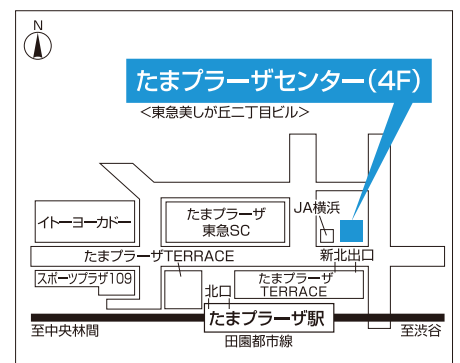 N
たまプラーザセンター(4F)
<東急美しが丘二丁目ビル>
JA横浜
イトーヨーカドー
たまプラーザ
東急SC
たまプラーザTERRACE
新北出口
スポーツプラザ109
たまプラーザ
TERRACE
北口
たまプラーザ駅
至中央林間
田園都市線
至渋谷